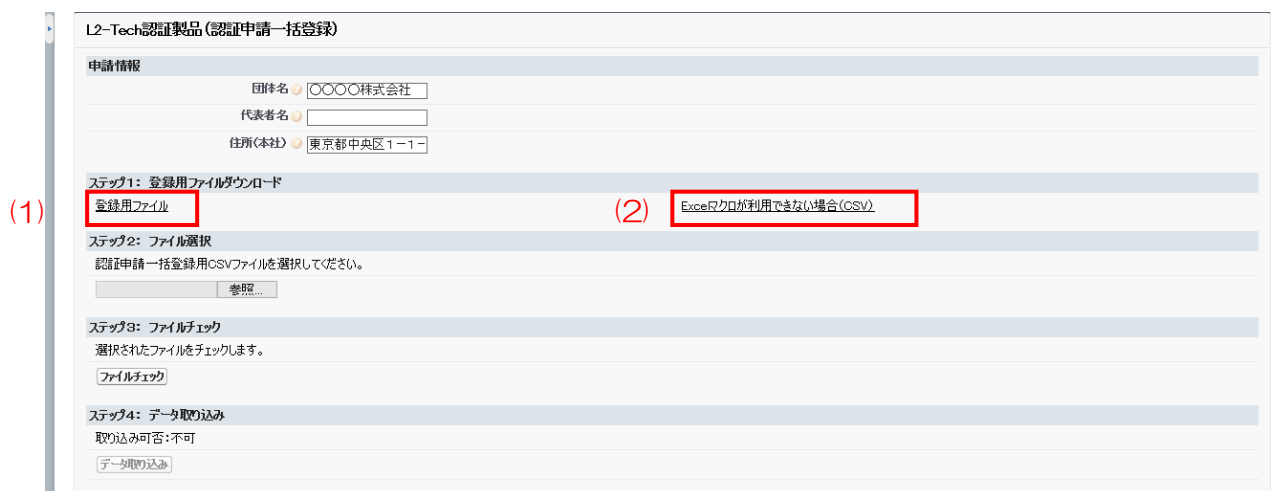 L2-Tech認証製品(認証申請一括登録)
申請情報
団体名 〇〇〇〇株式会社
代表者名
住所(本社) 東京都中央区1-1-
ステップ1: 登録用ファイルダウンロード
(1) 登録用ファイル (2) Excelマクロが利用できない場合(CSV)
ステップ2: ファイル選択
認証申請一括登録用CSVファイルを選択してください。
参照...
ステップ3: ファイルチェック
選択されたファイルをチェックします。
ファイルチェック
ステップ4: データ取り込み
取り込み可否:不可
データ取り込み